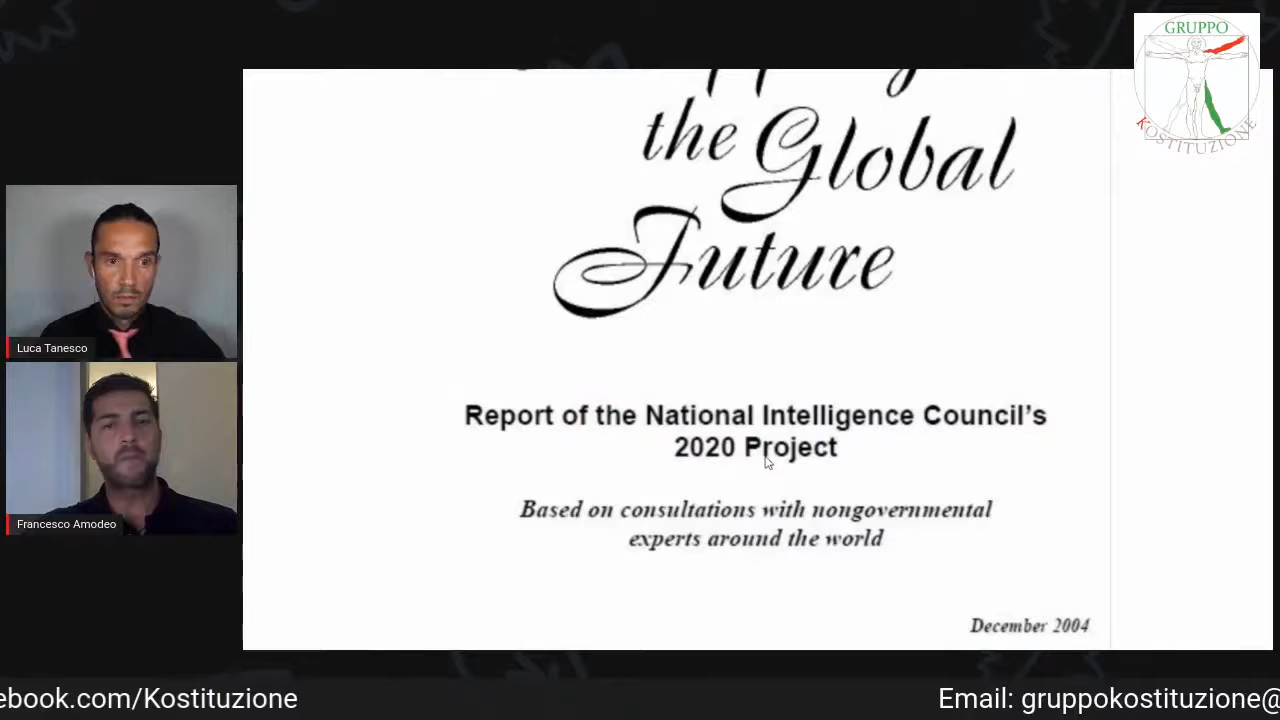 GRUPPO
KOSTITUZIONE
the Global
Future
Report of the National Intelligence Council's
2020 Project
Based on consultations with nongovernmental
experts around the world
December 2004
Luca Tanesco
Francesco Amodeo
ebook.com/Kostituzione
Email: gruppokostituzione@